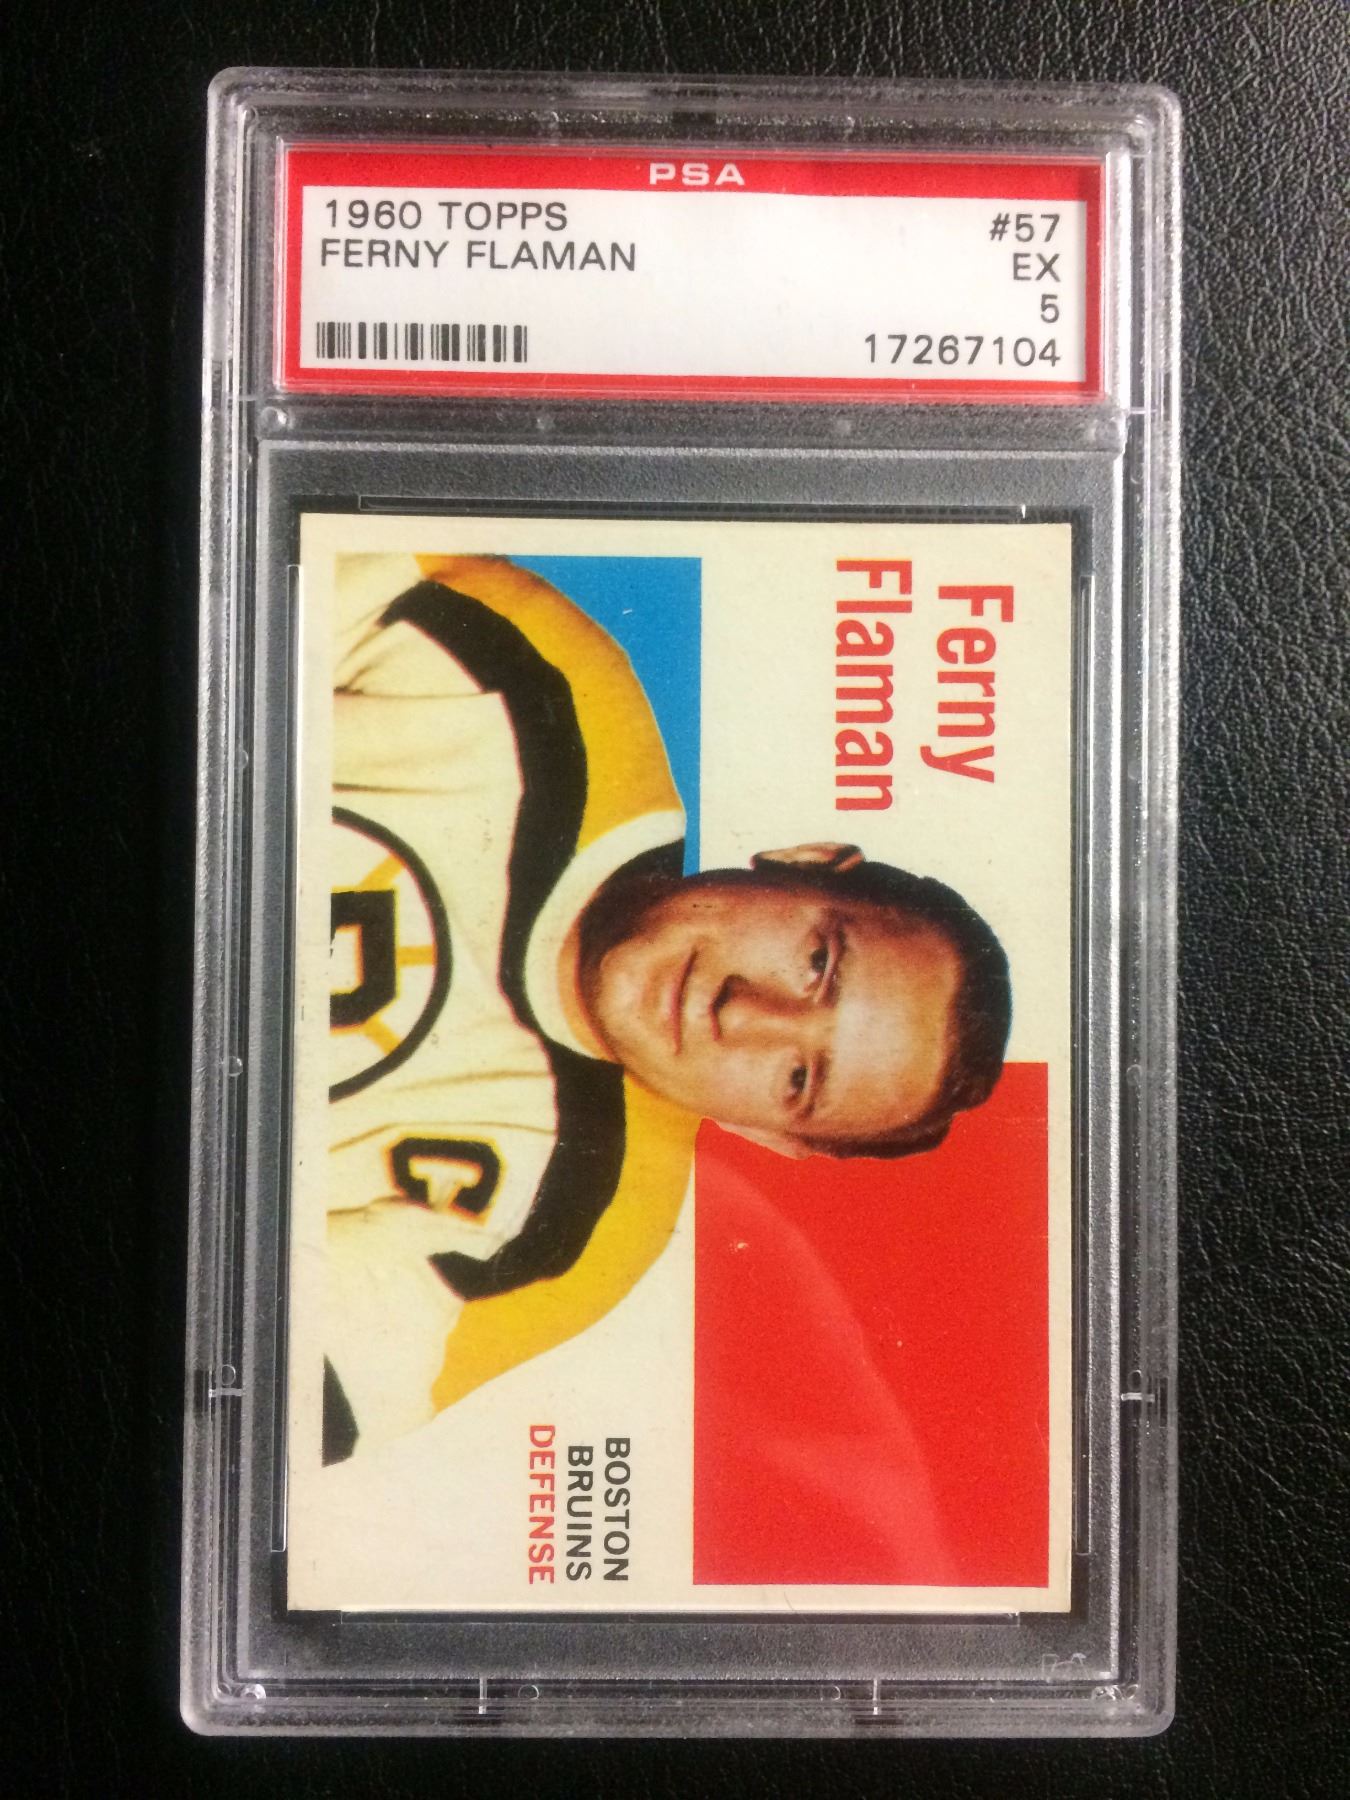 PSA
1960 TOPPS
FERNY FLAMAN
#57
EX
5
17267104
Ferny
Flaman
B
C
BOSTON
BRUINS
DEFENSE